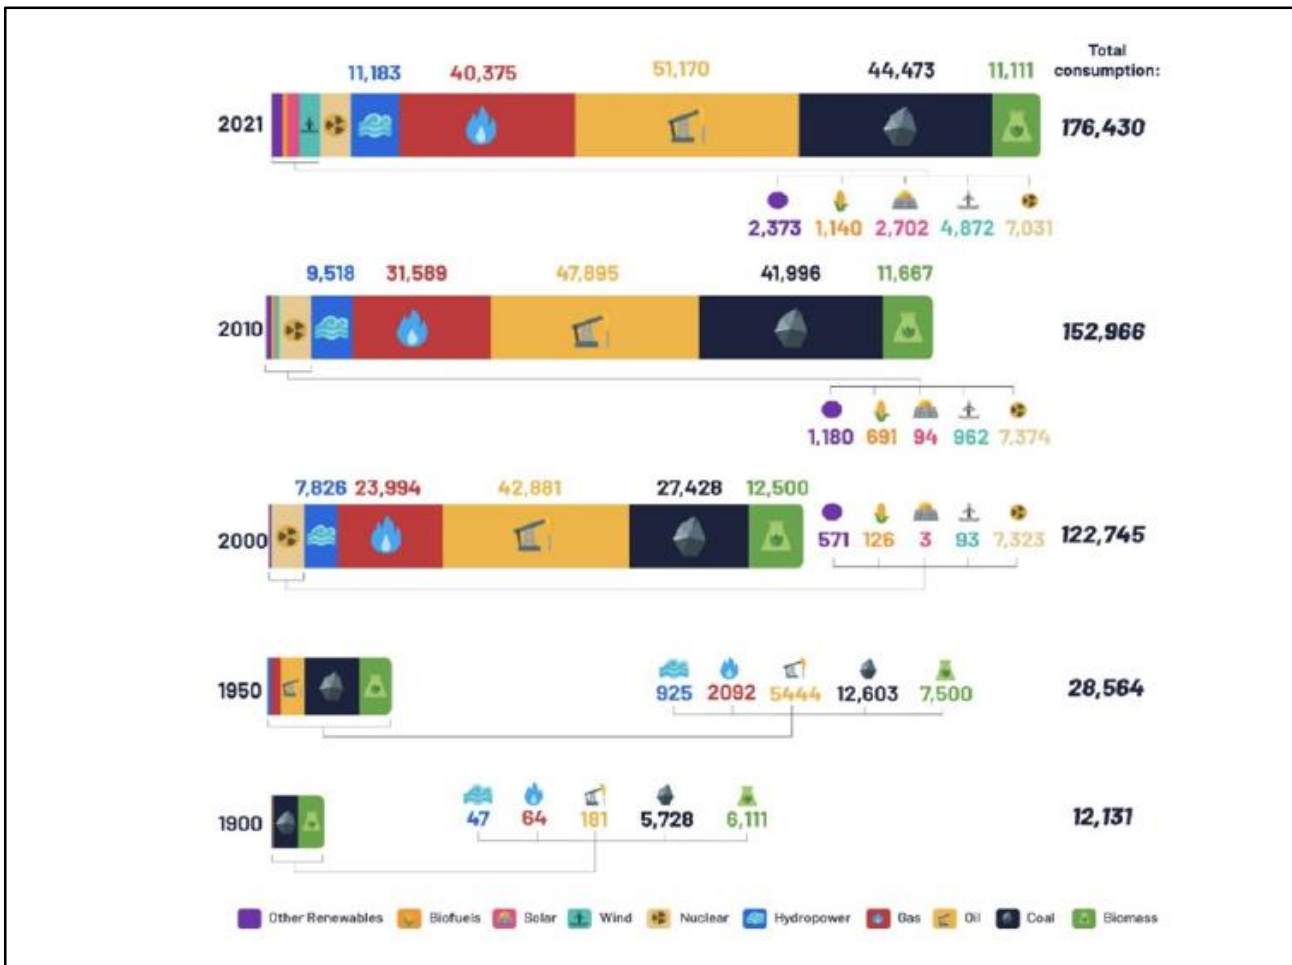 Total
consumption:
11,183 40,375 51,170 44,473 11,111
2021 176,430
2,373 1,140 2,702 4,872 7,031
9,518 31,589 47,895 41,996 11,667
2010 152,966
1,180 691 94 962 7,374
7,826 23,994 42,881 27,428 12,500
2000 571 126 3 93 7,323 122,745
1950 925 2092 5444 12,603 7,500 28,564
1900 47 64 181 5,728 6,111 12,131
Other Renewables Biofuels Solar Wind Nuclear Hydropower Gas Oil Coal Biomass